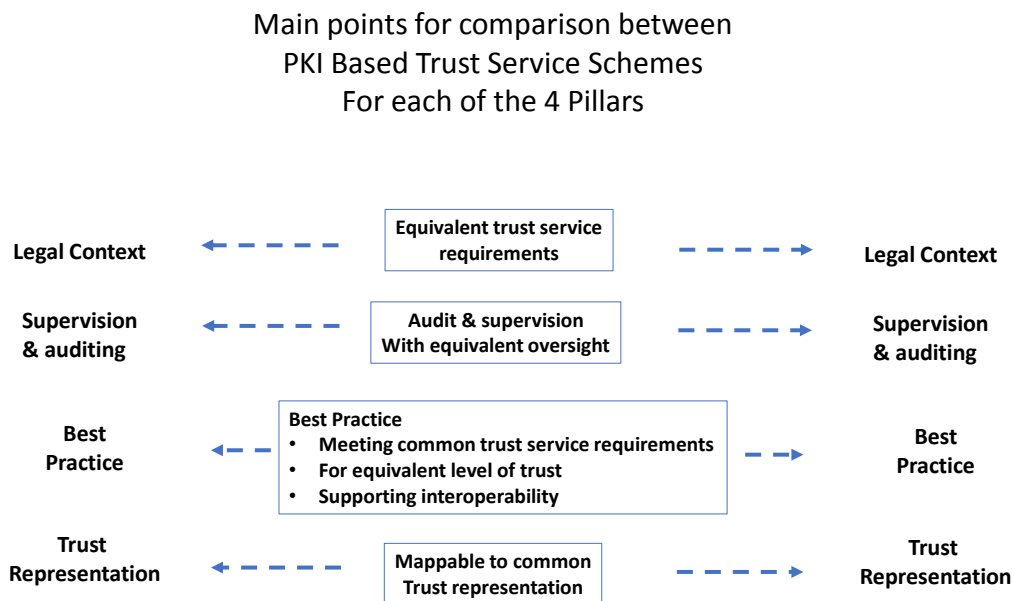 Main points for comparison between
PKI Based Trust Service Schemes
For each of the 4 Pillars
Legal Context
Equivalent trust service
requirements
Legal Context
Supervision
& auditing
Audit & supervision
With equivalent oversight
Supervision
& auditing
Best
Practice
Best Practice
• Meeting common trust service requirements
• For equivalent level of trust
• Supporting interoperability
Best
Practice
Trust
Representation
Mappable to common
Trust representation
Trust
Representation